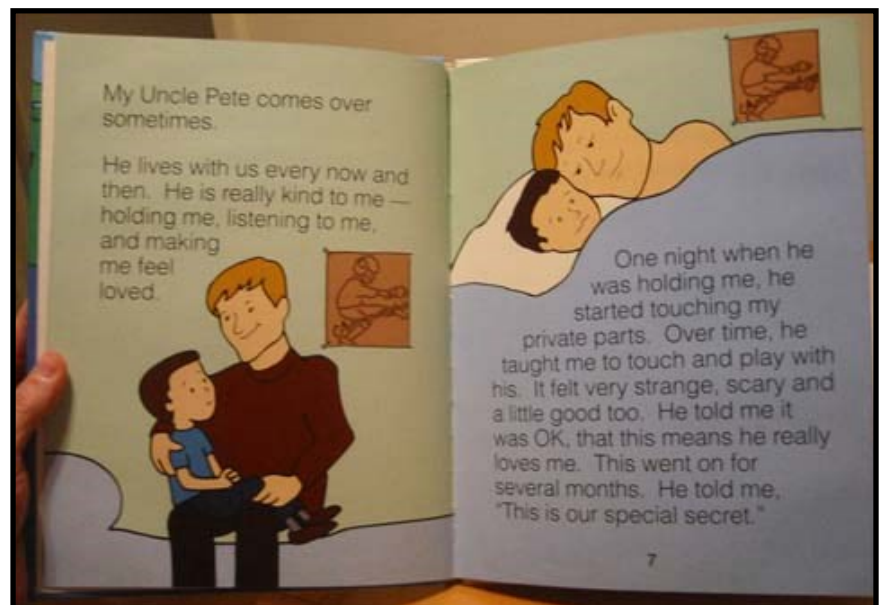 My Uncle Pete comes over
sometimes.
He lives with us every now and
then. He is really kind to me —
holding me, listening to me,
and making
me feel
loved.
One night when he
was holding me, he
started touching my
private parts. Over time, he
taught me to touch and play with
his. It felt very strange, scary and
a little good too. He told me it
was OK, that this means he really
loves me. This went on for
several months. He told me,
"This is our special secret."
7